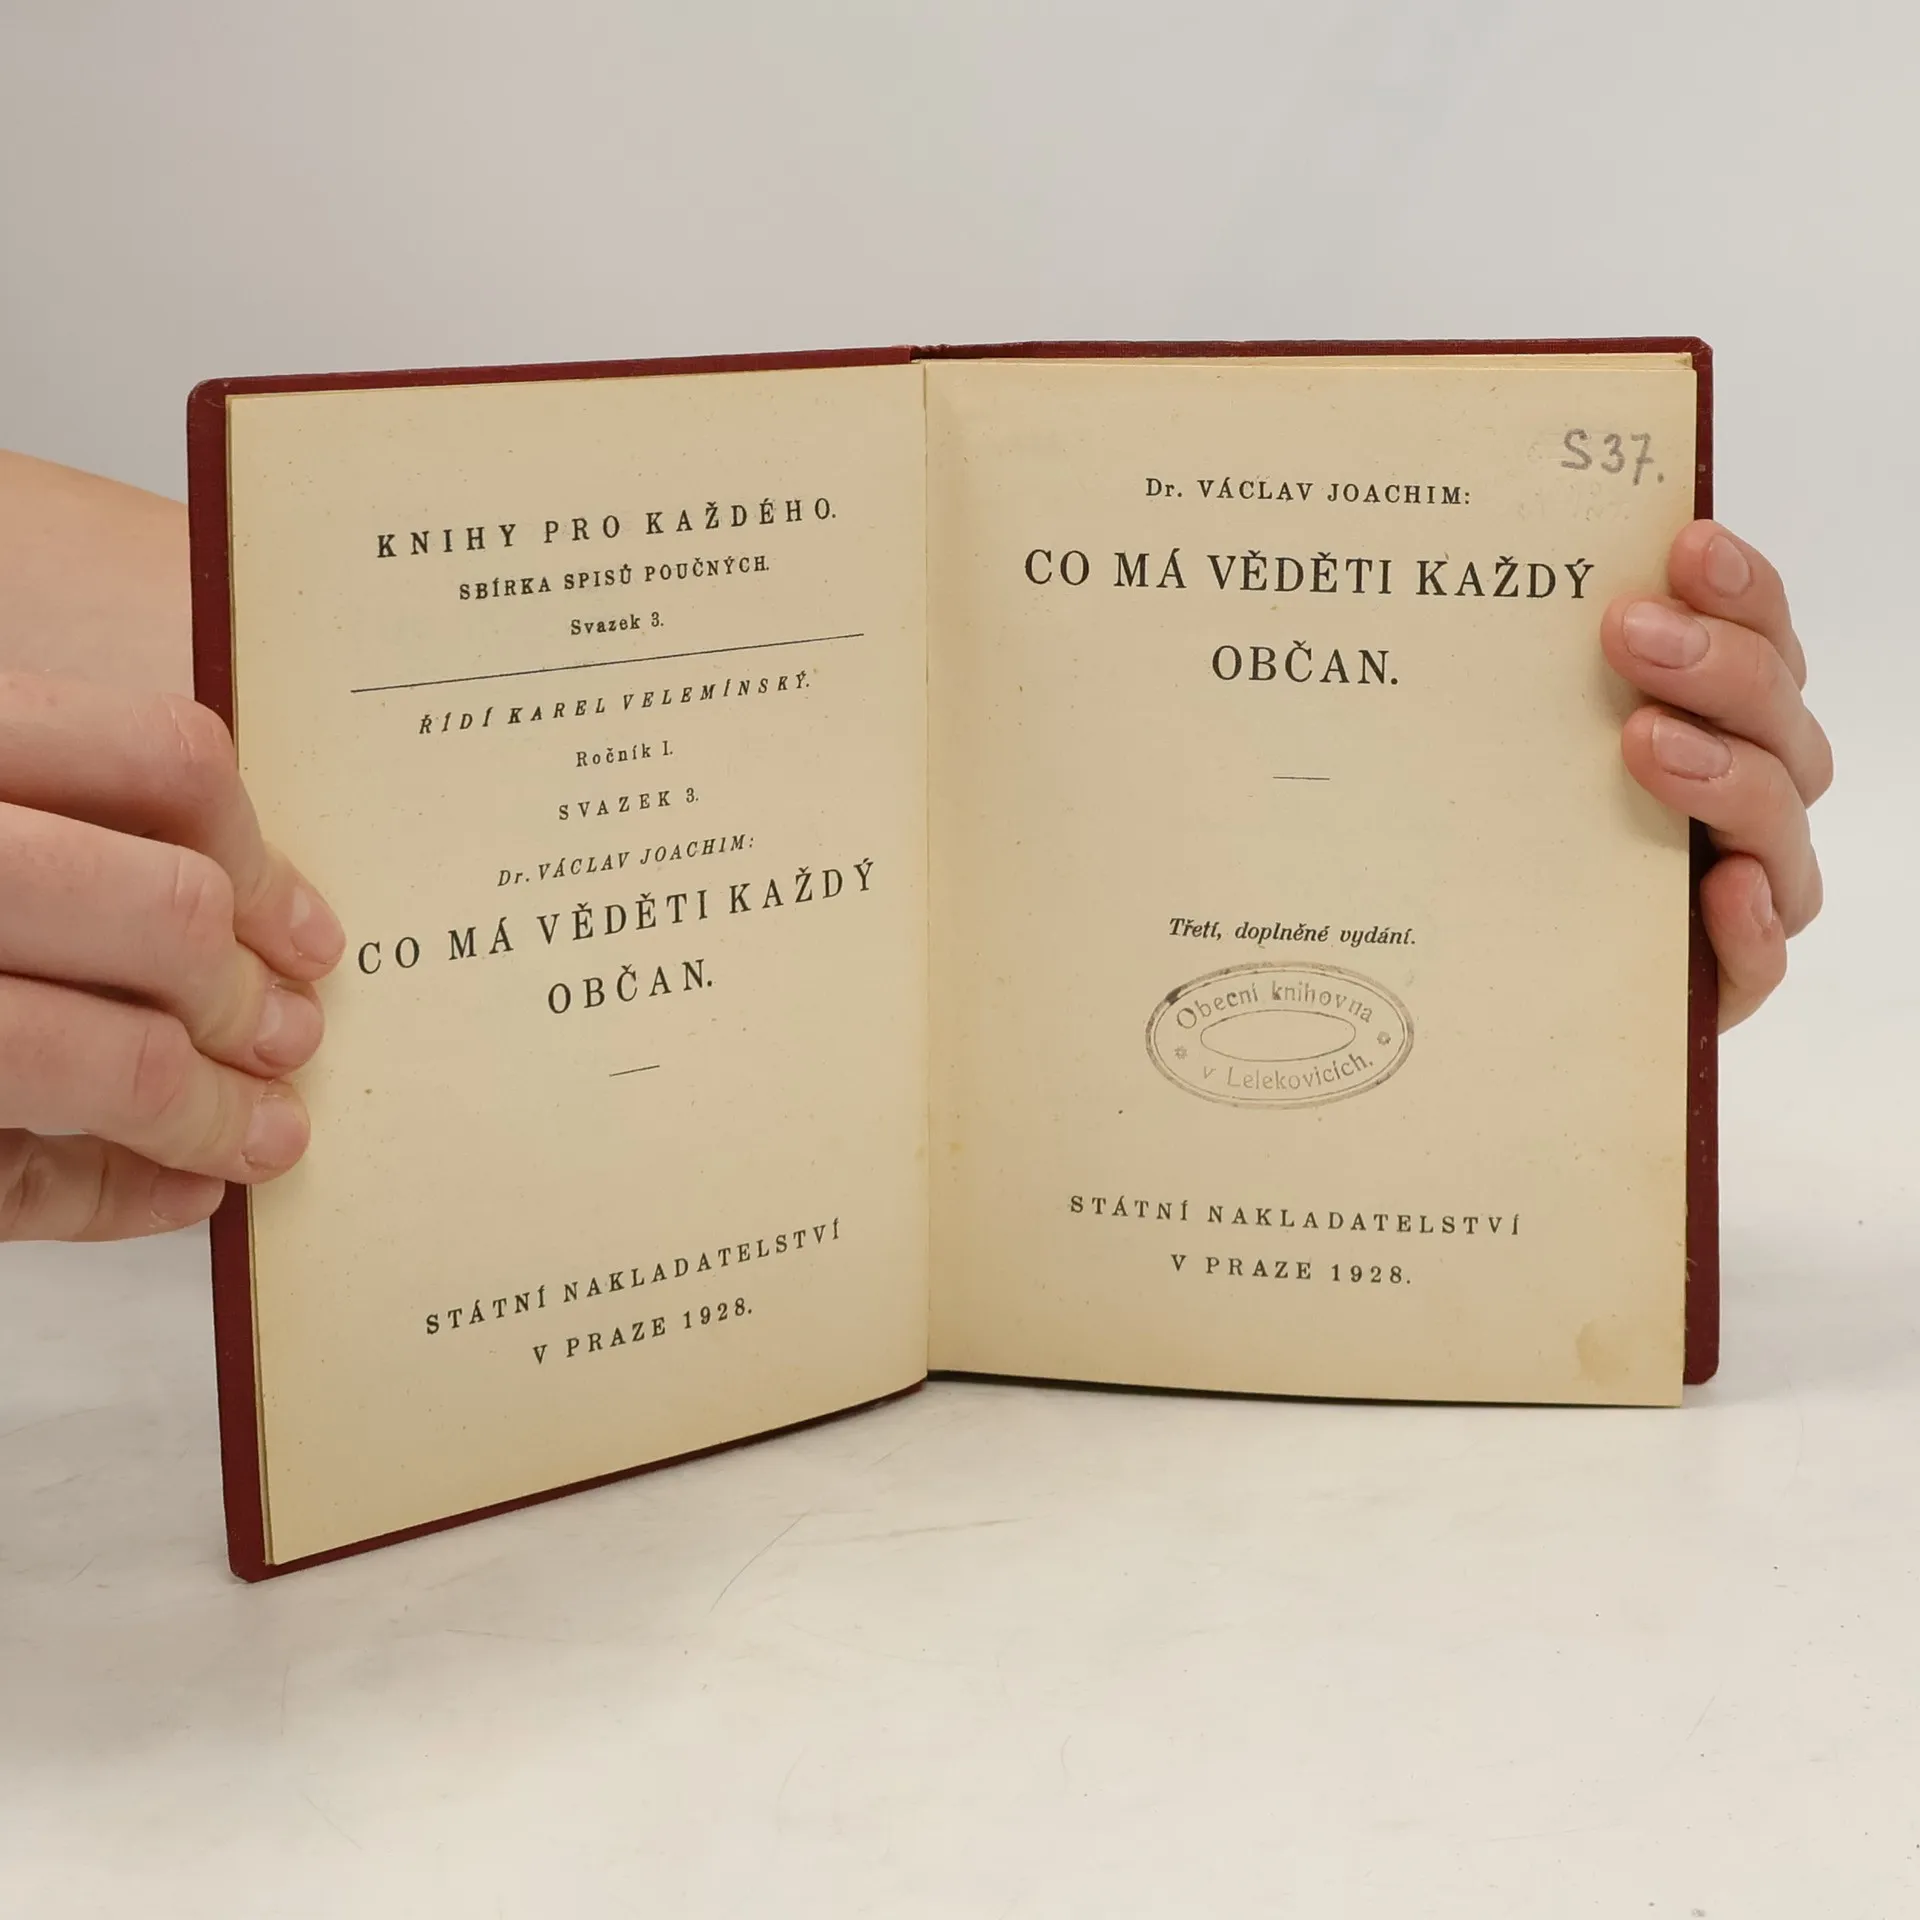 KNIHY PRO KAŽDÉHO.
SBÍRKA SPISŮ POUČNÝCH.
Svazek 3.
ŘÍDÍ KAREL VELEMÍNSKÝ.
Ročník I.
SVAZEK 3.
Dr. VÁCLAV JOACHIM:
CO MÁ VĚDĚTI KAŽDÝ
OBČAN.
STÁTNÍ NAKLADATELSTVÍ
V PRAZE 1928.
S 37.
Dr. VÁCLAV JOACHIM:
CO MÁ VĚDĚTI KAŽDÝ
OBČAN.
Třetí, doplněné vydání.
Obecní knihovna
v Lelekovicích.
STÁTNÍ NAKLADATELSTVÍ
V PRAZE 1928.